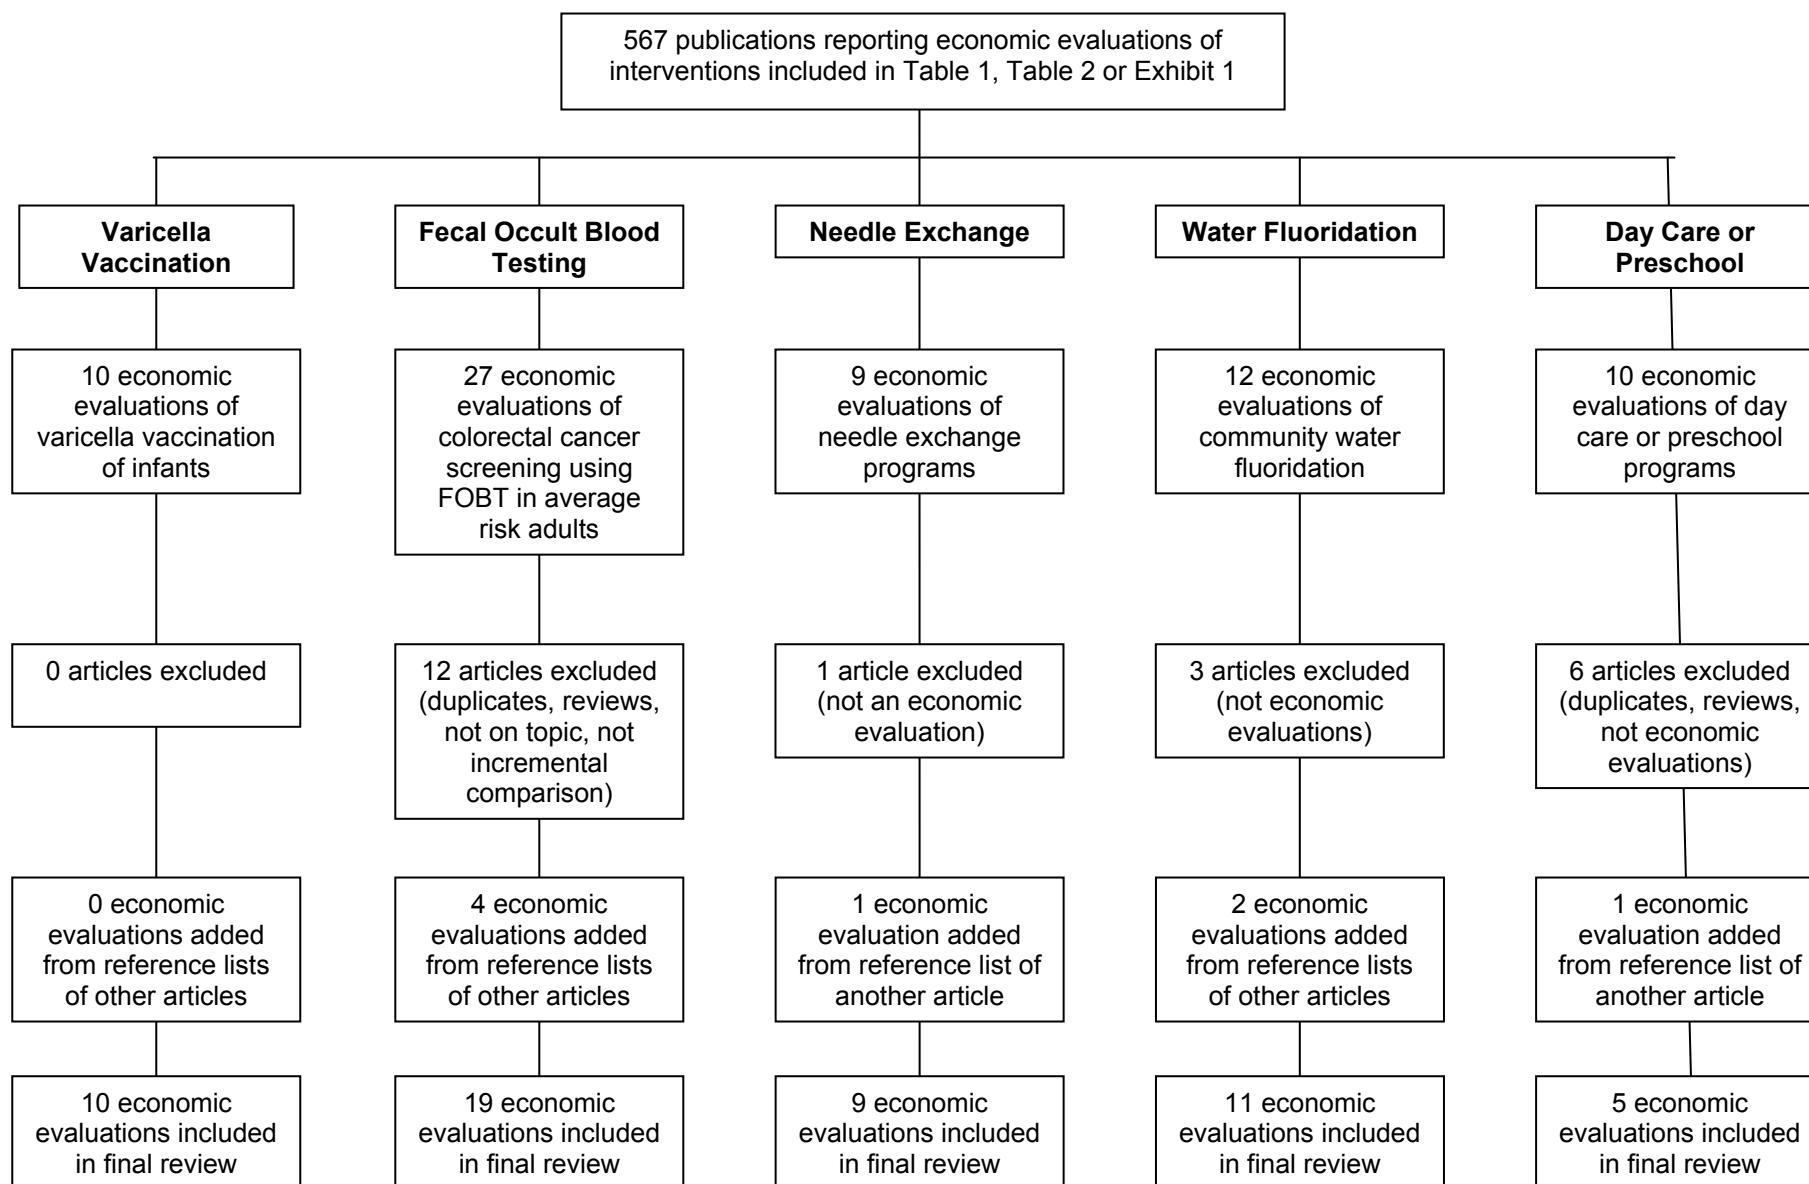 567 publications reporting economic evaluations of
interventions included in Table 1, Table 2 or Exhibit 1
Varicella
Vaccination
Fecal Occult Blood
Testing
Needle Exchange
Water Fluoridation
Day Care or
Preschool
10 economic
evaluations of
varicella vaccination
of infants
27 economic
evaluations of
colorectal cancer
screening using
FOBT in average
risk adults
9 economic
evaluations of
needle exchange
programs
12 economic
evaluations of
community water
fluoridation
10 economic
evaluations of day
care or preschool
programs
0 articles excluded
12 articles excluded
(duplicates, reviews,
not on topic, not
incremental
comparison)
1 article excluded
(not an economic
evaluation)
3 articles excluded
(not economic
evaluations)
6 articles excluded
(duplicates, reviews,
not economic
evaluations)
0 economic
evaluations added
from reference lists
of other articles
4 economic
evaluations added
from reference lists
of other articles
1 economic
evaluation added
from reference list of
another article
2 economic
evaluations added
from reference lists
of other articles
1 economic
evaluation added
from reference list of
another article
10 economic
evaluations included
in final review
19 economic
evaluations included
in final review
9 economic
evaluations included
in final review
11 economic
evaluations included
in final review
5 economic
evaluations included
in final review